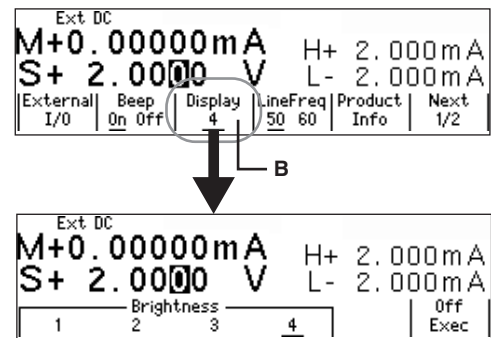 Ext DC
M+0.00000mA H+ 2.000mA
S+ 2.0000 V L- 2.000mA
External Beep Display LineFreq Product Next
I/O On Off 4 50 60 Info 1/2
B
Ext DC
M+0.00000mA H+ 2.000mA
S+ 2.0000 V L- 2.000mA
Brightness Off
1 2 3 4 Exec